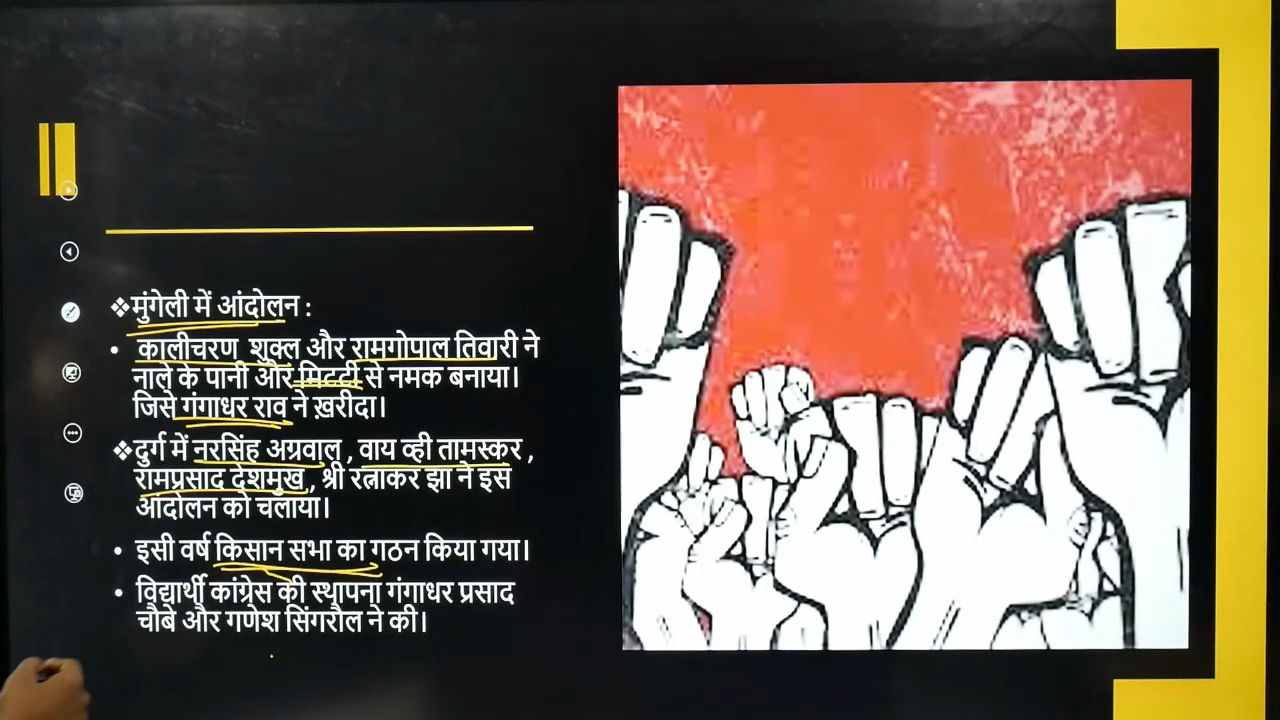 ❖मुंगेली में आंदोलन :
• कालीचरण शुक्ल और रामगोपाल तिवारी ने
नाले के पानी और मिटटी से नमक बनाया।
जिसे गंगाधर राव ने ख़रीदा।
❖दुर्ग में नरसिंह अग्रवाल , वाय व्ही तामस्कर ,
रामप्रसाद देशमुख , श्री रत्नाकर झा ने इस
आंदोलन को चलाया।
• इसी वर्ष किसान सभा का गठन किया गया।
• विद्यार्थी कांग्रेस की स्थापना गंगाधर प्रसाद
चौबे और गणेश सिंगरौल ने की।